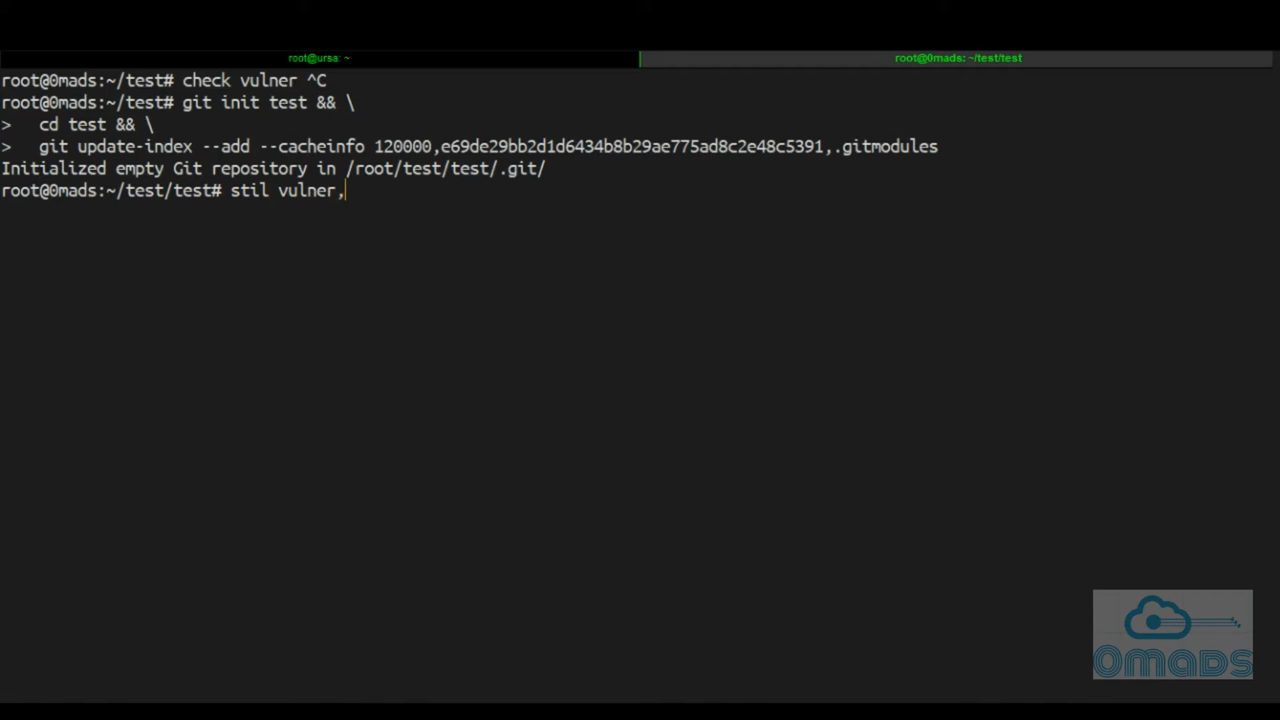 root@ursa: ~
root@0mads: ~/test/test
root@0mads:~/test# check vulner ^C
root@0mads:~/test# git init test && \
> cd test && \
> git update-index --add --cacheinfo 120000,e69de29bb2d1d6434b8b29ae775ad8c2e48c5391,.gitmodules
Initialized empty Git repository in /root/test/test/.git/
root@0mads:~/test/test# stil vulner,
0mads